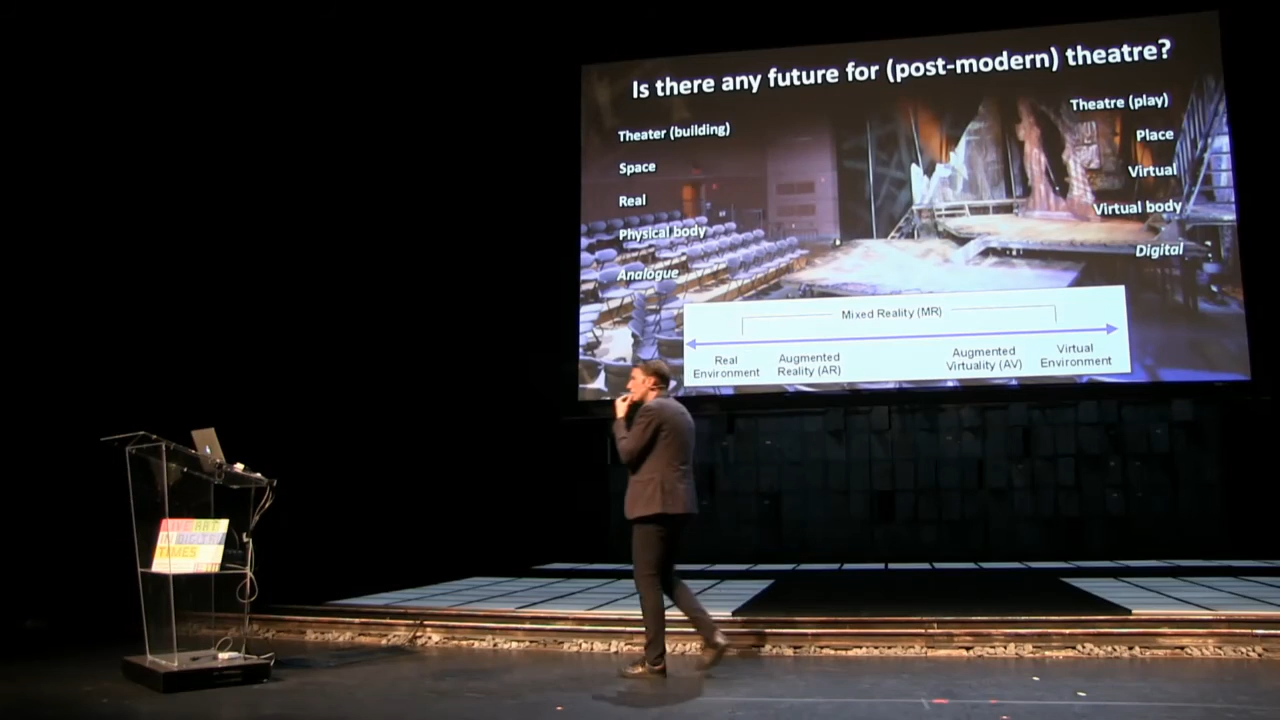 Is there any future for (post-modern) theatre?
Theater (building)
Space
Real
Physical body
Analogue
Theatre (play)
Place
Virtual
Virtual body
Digital
Mixed Reality (MR)
Real
Environment
Augmented
Reality (AR)
Augmented
Virtuality (AV)
Virtual
Environment
LIVE ART
IN DIGITAL
TIMES